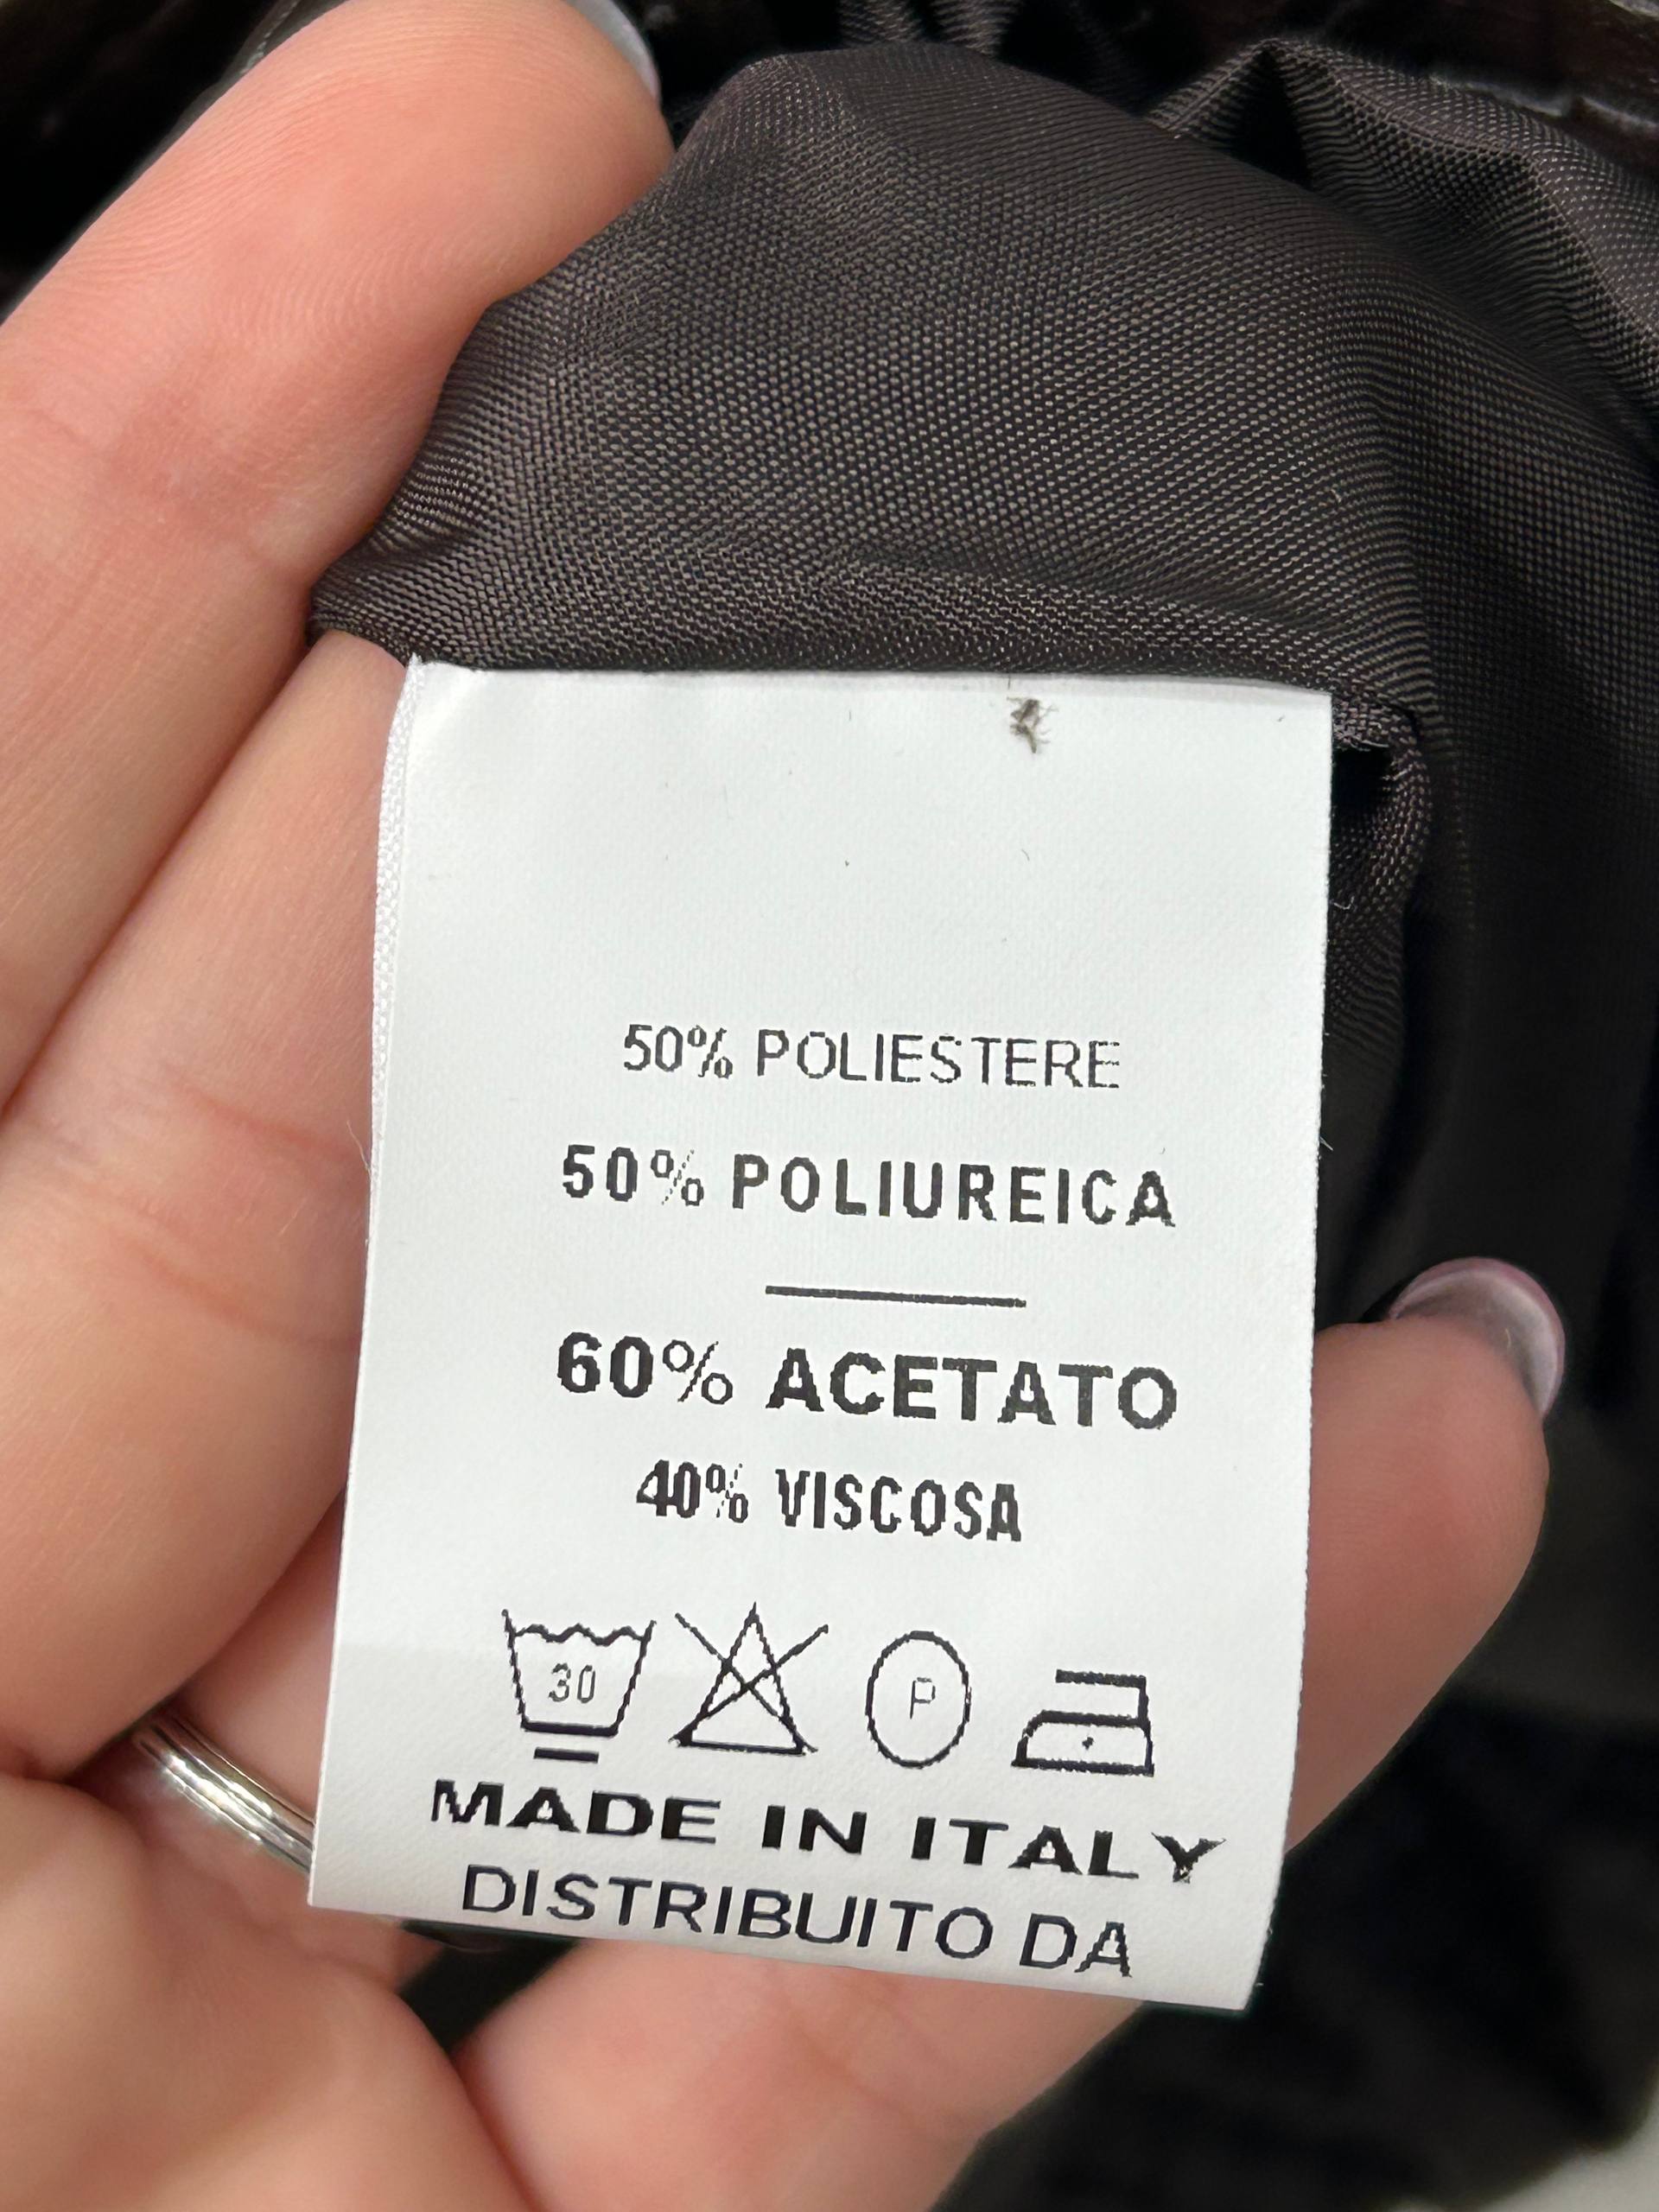 50% POLIESTERE
50% POLIUREICA
60% ACETATO
40% VISCOSA
30 P
MADE IN ITALY
DISTRIBUITO DA